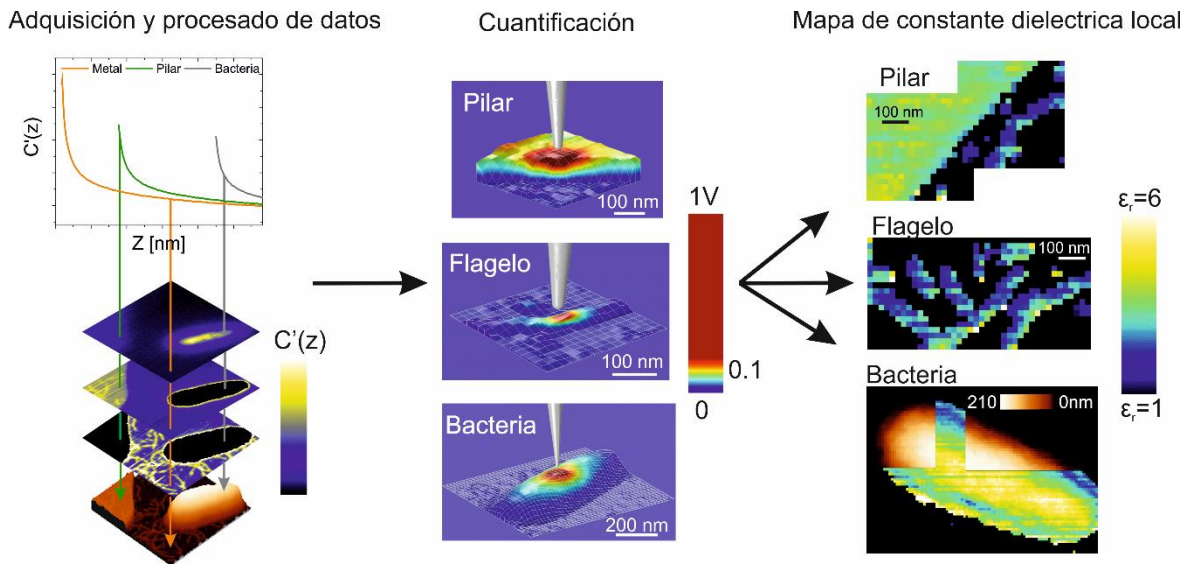 Adquisición y procesado de datos
Metal Pilar Bacteria
C'(z)
Z [nm]
C'(z)
Cuantificación
Pilar
100 nm
Flagelo
100 nm
Bacteria
200 nm
1V
0.1
0
Mapa de constante dielectrica local
Pilar
100 nm
Flagelo
100 nm
Bacteria
210 0nm
εr=6
εr=1